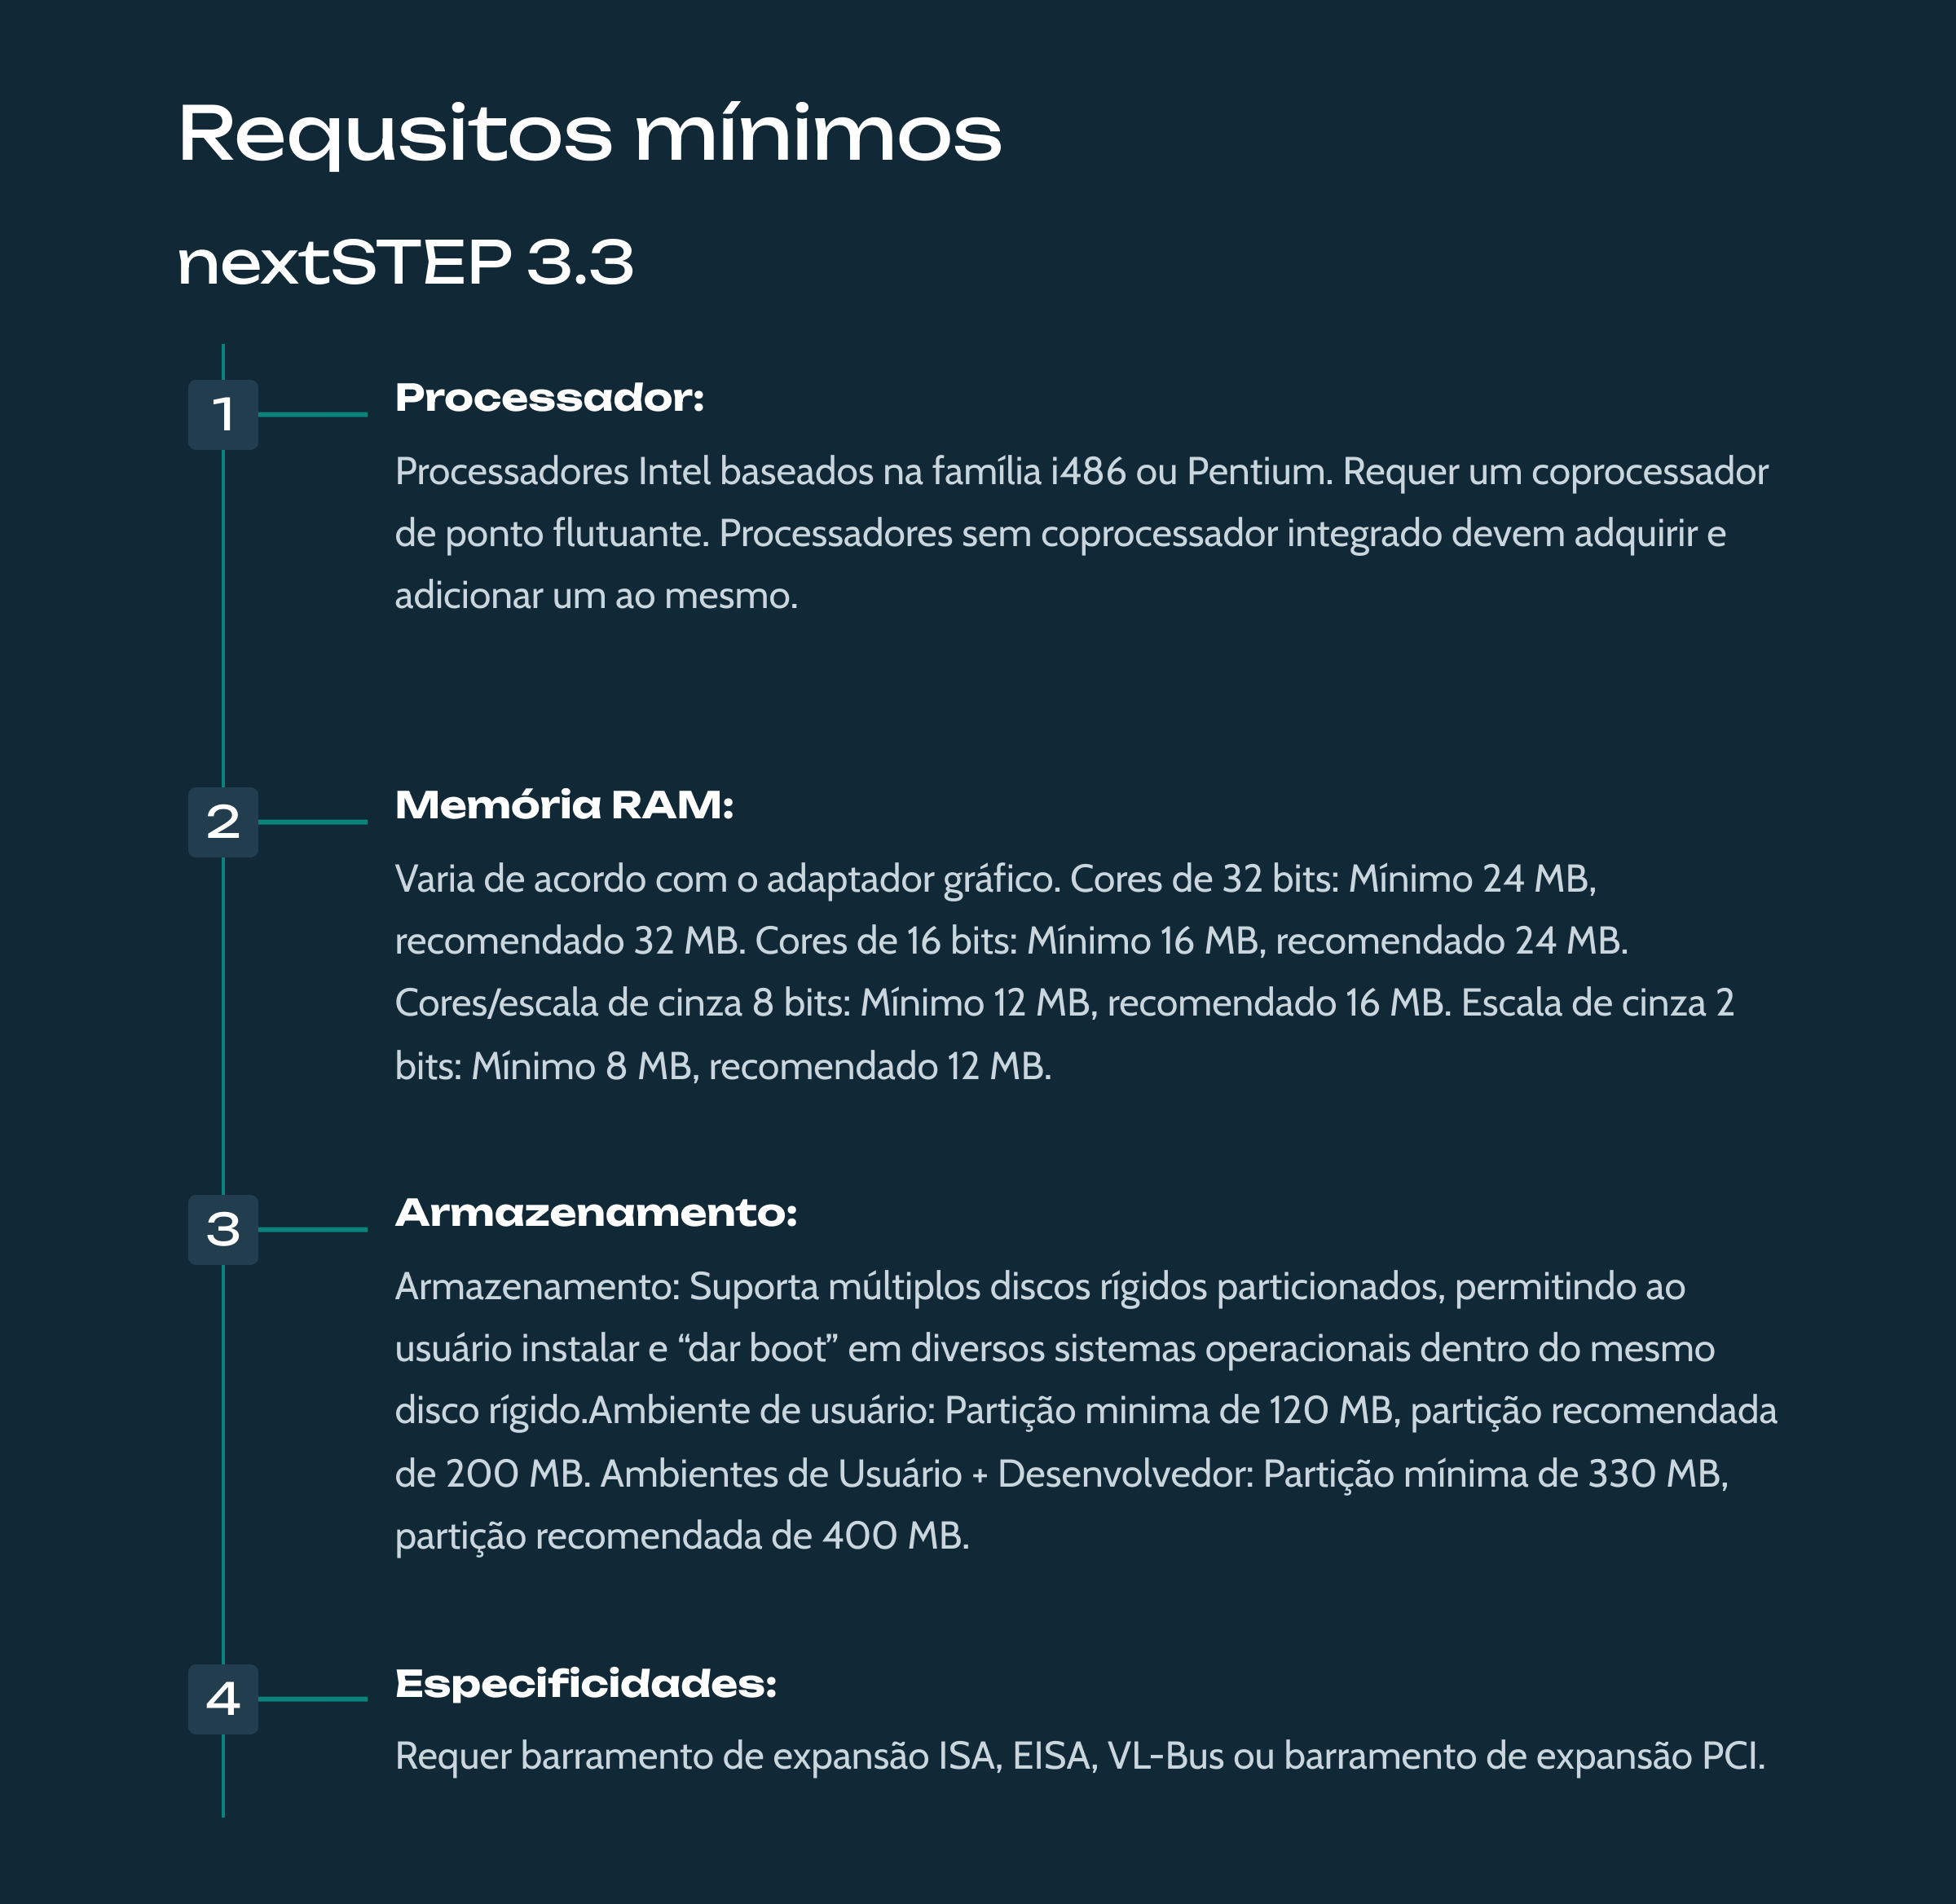 Requsitos mínimos
nextSTEP 3.3
1
Processador:
Processadores Intel baseados na família i486 ou Pentium. Requer um coprocessador
de ponto flutuante. Processadores sem coprocessador integrado devem adquirir e
adicionar um ao mesmo.
2
Memória RAM:
Varia de acordo com o adaptador gráfico. Cores de 32 bits: Mínimo 24 MB,
recomendado 32 MB. Cores de 16 bits: Mínimo 16 MB, recomendado 24 MB.
Cores/escala de cinza 8 bits: Mínimo 12 MB, recomendado 16 MB. Escala de cinza 2
bits: Mínimo 8 MB, recomendado 12 MB.
3
Armazenamento:
Armazenamento: Suporta múltiplos discos rígidos particionados, permitindo ao
usuário instalar e “dar boot” em diversos sistemas operacionais dentro do mesmo
disco rígido.Ambiente de usuário: Partição minima de 120 MB, partição recomendada
de 200 MB. Ambientes de Usuário + Desenvolvedor: Partição mínima de 330 MB,
partição recomendada de 400 MB.
4
Especificidades:
Requer barramento de expansão ISA, EISA, VL-Bus ou barramento de expansão PCI.